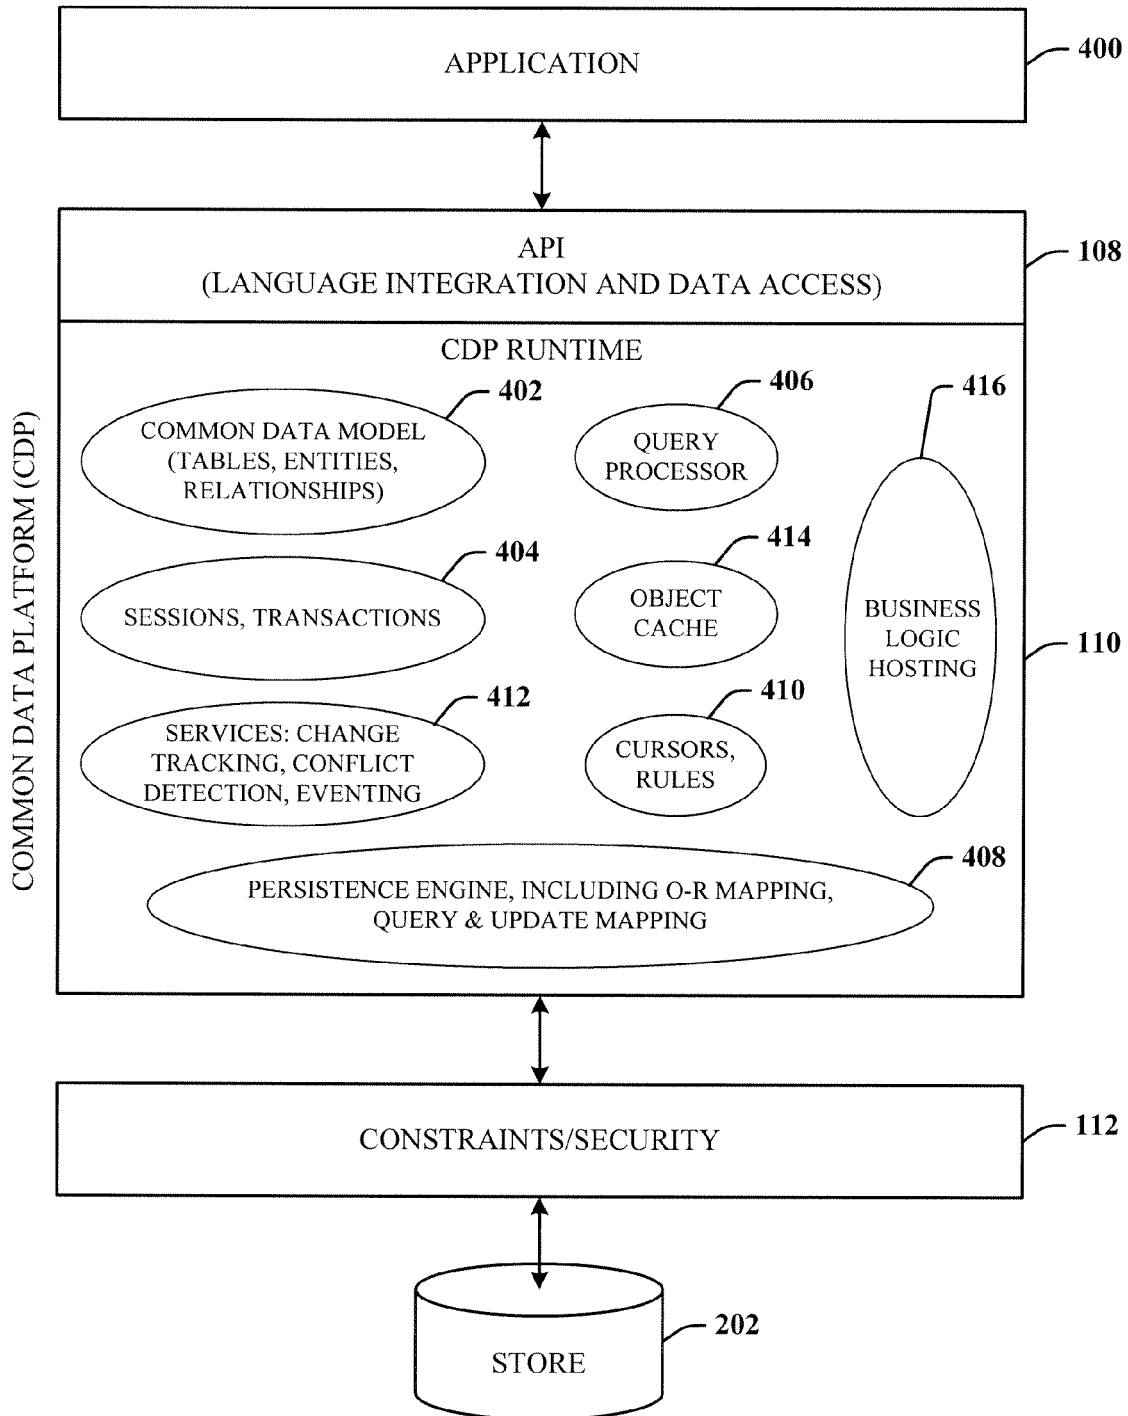 APPLICATION
400
API
(LANGUAGE INTEGRATION AND DATA ACCESS)
108
COMMON DATA PLATFORM (CDP)
CDP RUNTIME
402
COMMON DATA MODEL
(TABLES, ENTITIES,
RELATIONSHIPS)
406
QUERY
PROCESSOR
416
BUSINESS
LOGIC
HOSTING
404
SESSIONS, TRANSACTIONS
414
OBJECT
CACHE
110
412
SERVICES: CHANGE
TRACKING, CONFLICT
DETECTION, EVENTING
410
CURSORS,
RULES
408
PERSISTENCE ENGINE, INCLUDING O-R MAPPING,
QUERY & UPDATE MAPPING
CONSTRAINTS/SECURITY
112
STORE
202